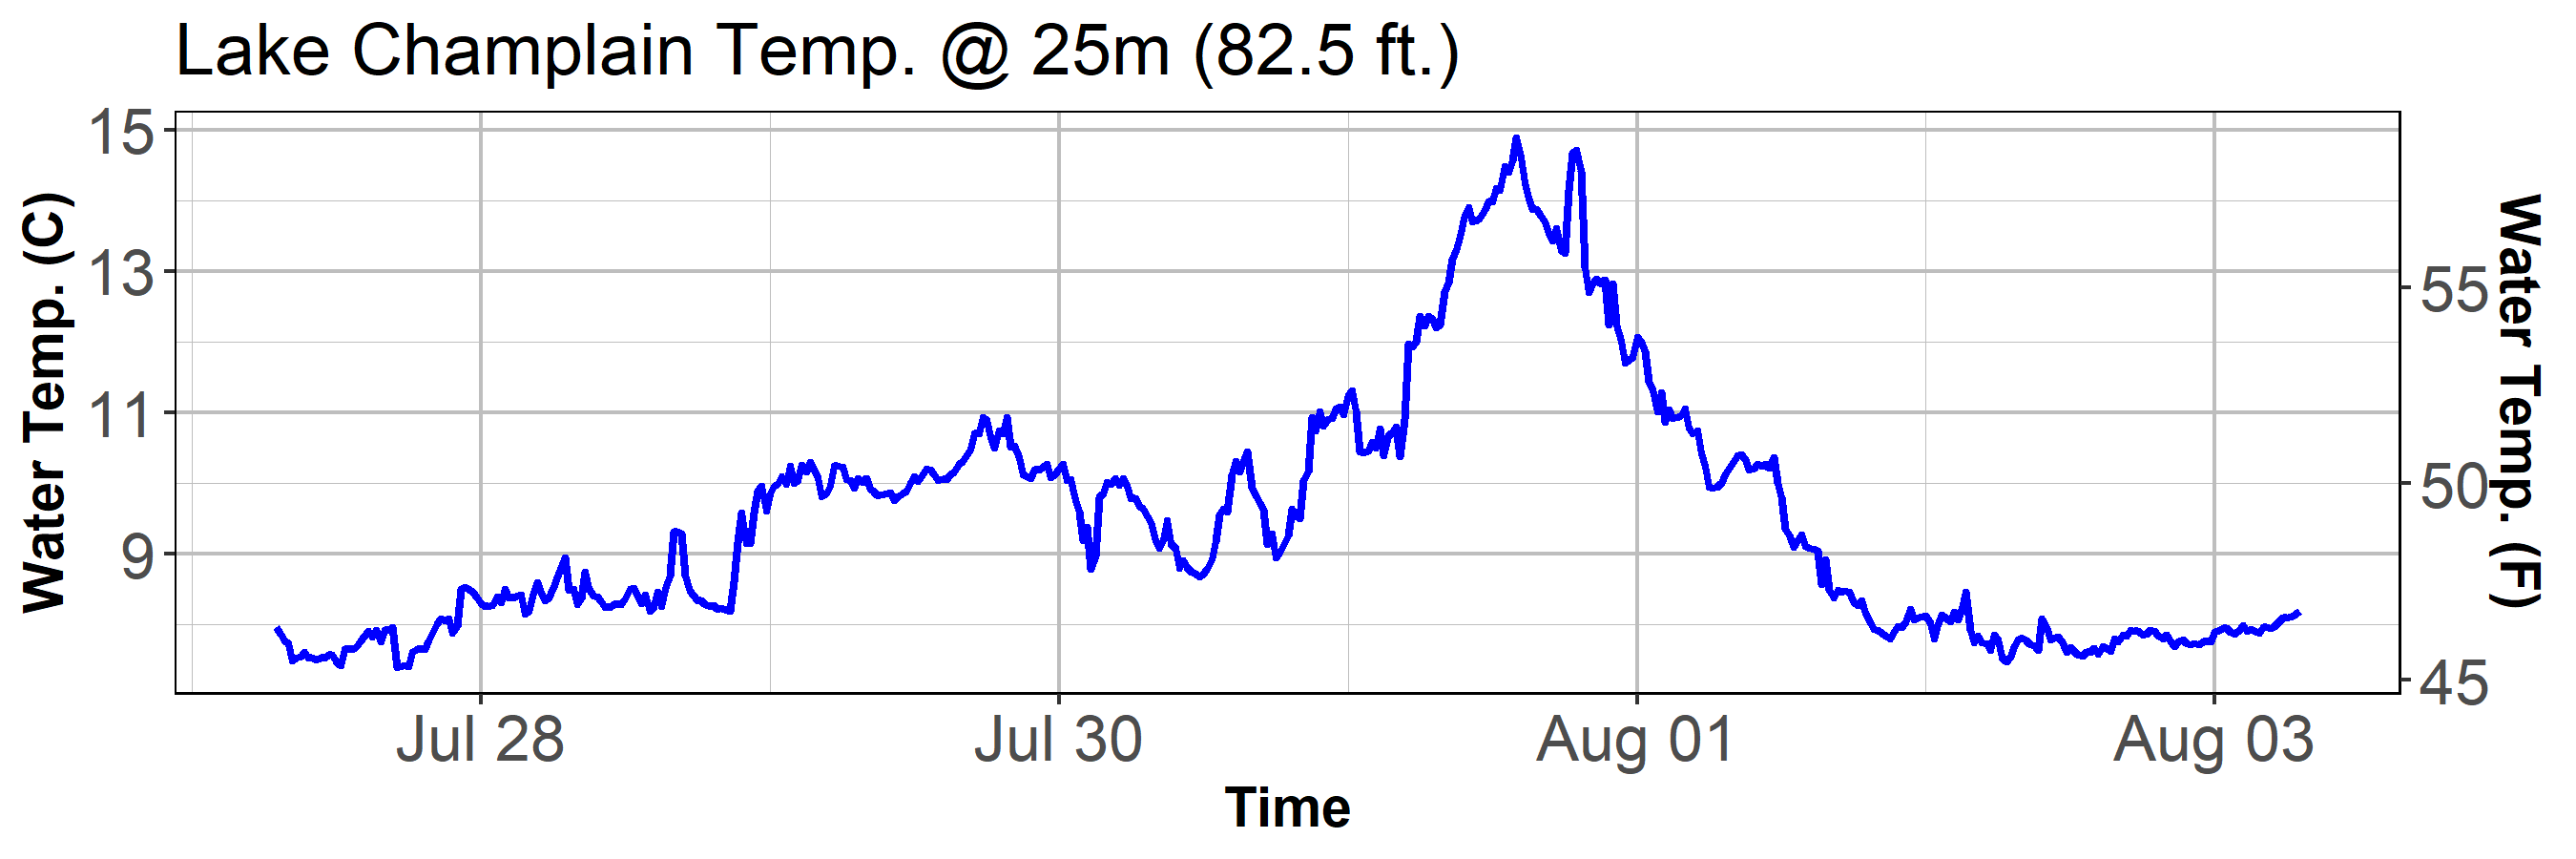 Lake Champlain Temp. @ 25m (82.5 ft.)
Water Temp. (C)
15
13
11
9
55
50
45
Water Temp. (F)
Jul 28
Jul 30
Aug 01
Aug 03
Time